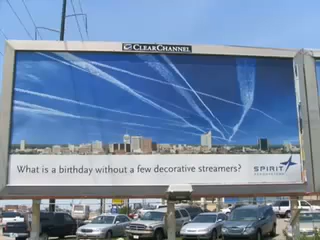 CLEARCHANNEL
What is a birthday without a few decorative streamers?
SPIRIT